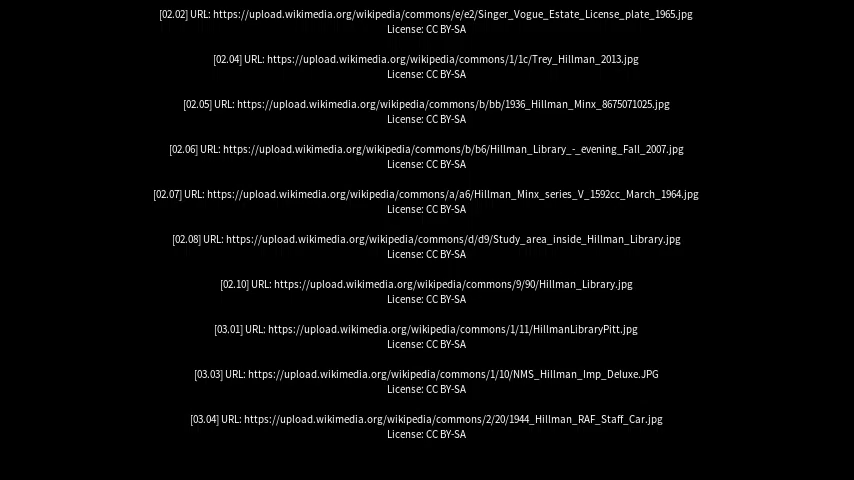 [02.02] URL: https://upload.wikimedia.org/wikipedia/commons/e/e2/Singer_Vogue_Estate_License_plate_1965.jpg
License: CC BY-SA
[02.04] URL: https://upload.wikimedia.org/wikipedia/commons/1/1c/Trey_Hillman_2013.jpg
License: CC BY-SA
[02.05] URL: https://upload.wikimedia.org/wikipedia/commons/b/bb/1936_Hillman_Minx_8675071025.jpg
License: CC BY-SA
[02.06] URL: https://upload.wikimedia.org/wikipedia/commons/b/b6/Hillman_Library_-_evening_Fall_2007.jpg
License: CC BY-SA
[02.07] URL: https://upload.wikimedia.org/wikipedia/commons/a/a6/Hillman_Minx_series_V_1592cc_March_1964.jpg
License: CC BY-SA
[02.08] URL: https://upload.wikimedia.org/wikipedia/commons/d/d9/Study_area_inside_Hillman_Library.jpg
License: CC BY-SA
[02.10] URL: https://upload.wikimedia.org/wikipedia/commons/9/90/Hillman_Library.jpg
License: CC BY-SA
[03.01] URL: https://upload.wikimedia.org/wikipedia/commons/1/11/HillmanLibraryPitt.jpg
License: CC BY-SA
[03.03] URL: https://upload.wikimedia.org/wikipedia/commons/1/10/NMS_Hillman_Imp_Deluxe.JPG
License: CC BY-SA
[03.04] URL: https://upload.wikimedia.org/wikipedia/commons/2/20/1944_Hillman_RAF_Staff_Car.jpg
License: CC BY-SA